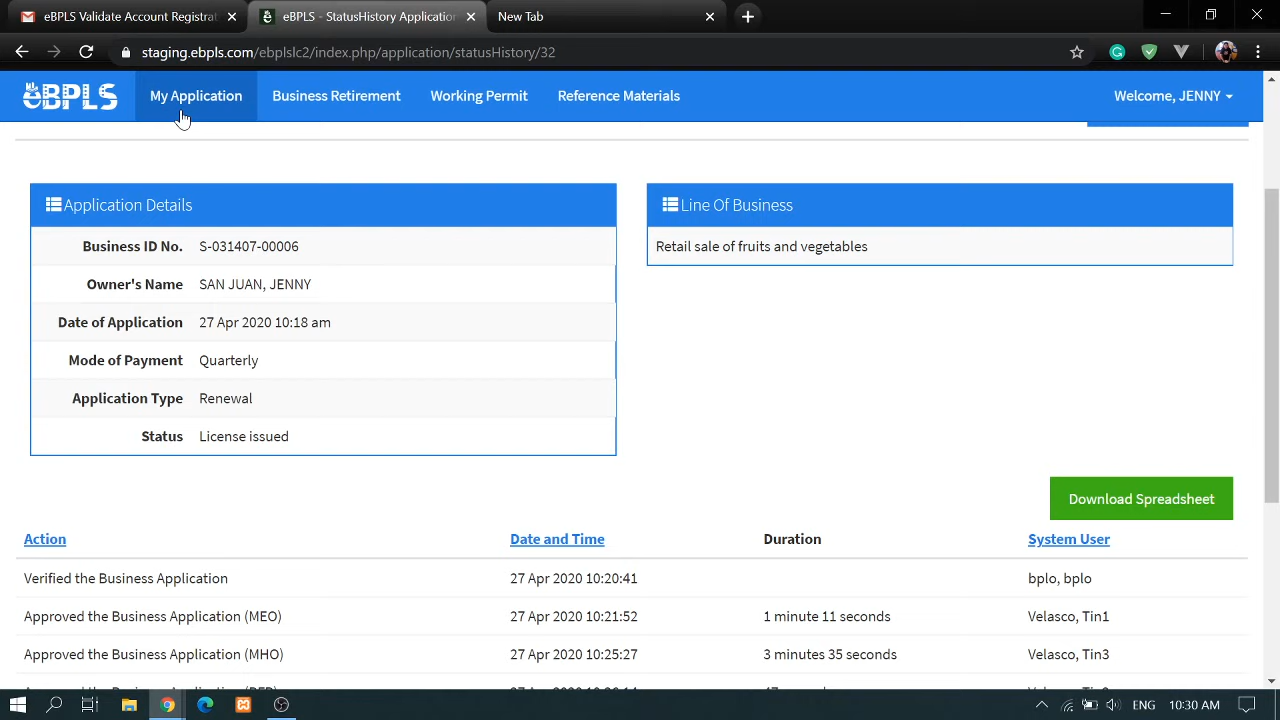 eBPLS Validate Account Registrat
eBPLS - StatusHistory Application
New Tab
staging.ebpls.com/ebplslc2/index.php/application/statusHistory/32
eBPLS
My Application
Business Retirement
Working Permit
Reference Materials
Welcome, JENNY
Application Details
Business ID No. S-031407-00006
Owner's Name SAN JUAN, JENNY
Date of Application 27 Apr 2020 10:18 am
Mode of Payment Quarterly
Application Type Renewal
Status License issued
Line Of Business
Retail sale of fruits and vegetables
Download Spreadsheet
Action Date and Time Duration System User
Verified the Business Application 27 Apr 2020 10:20:41 bplo, bplo
Approved the Business Application (MEO) 27 Apr 2020 10:21:52 1 minute 11 seconds Velasco, Tin1
Approved the Business Application (MHO) 27 Apr 2020 10:25:27 3 minutes 35 seconds Velasco, Tin3
ENG 10:30 AM